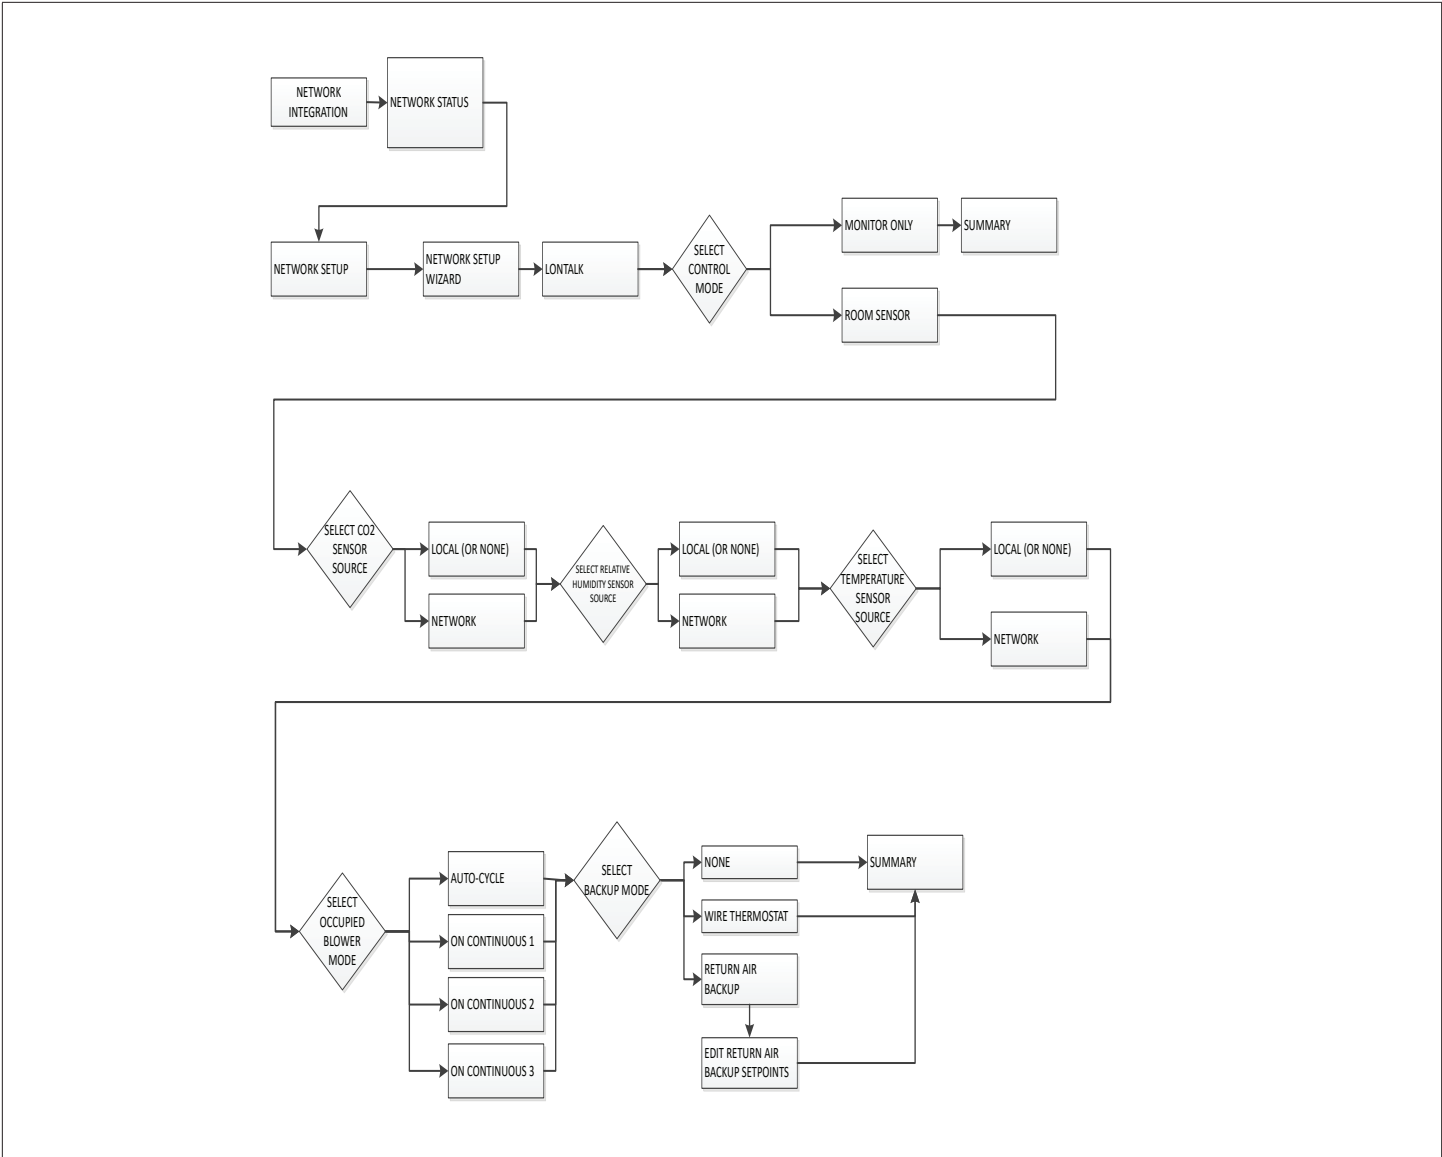 NETWORK
INTEGRATION
NETWORK STATUS
NETWORK SETUP
NETWORK SETUP
WIZARD
LONTALK
SELECT
CONTROL
MODE
MONITOR ONLY
SUMMARY
ROOM SENSOR
SELECT CO2
SENSOR
SOURCE
LOCAL (OR NONE)
NETWORK
SELECT RELATIVE
HUMIDITY SENSOR
SOURCE
LOCAL (OR NONE)
NETWORK
SELECT
TEMPERATURE
SENSOR
SOURCE
LOCAL (OR NONE)
NETWORK
SELECT
OCCUPIED
BLOWER
MODE
AUTO-CYCLE
ON CONTINUOUS 1
ON CONTINUOUS 2
ON CONTINUOUS 3
SELECT
BACKUP MODE
NONE
WIRE THERMOSTAT
RETURN AIR
BACKUP
EDIT RETURN AIR
BACKUP SETPOINTS
SUMMARY